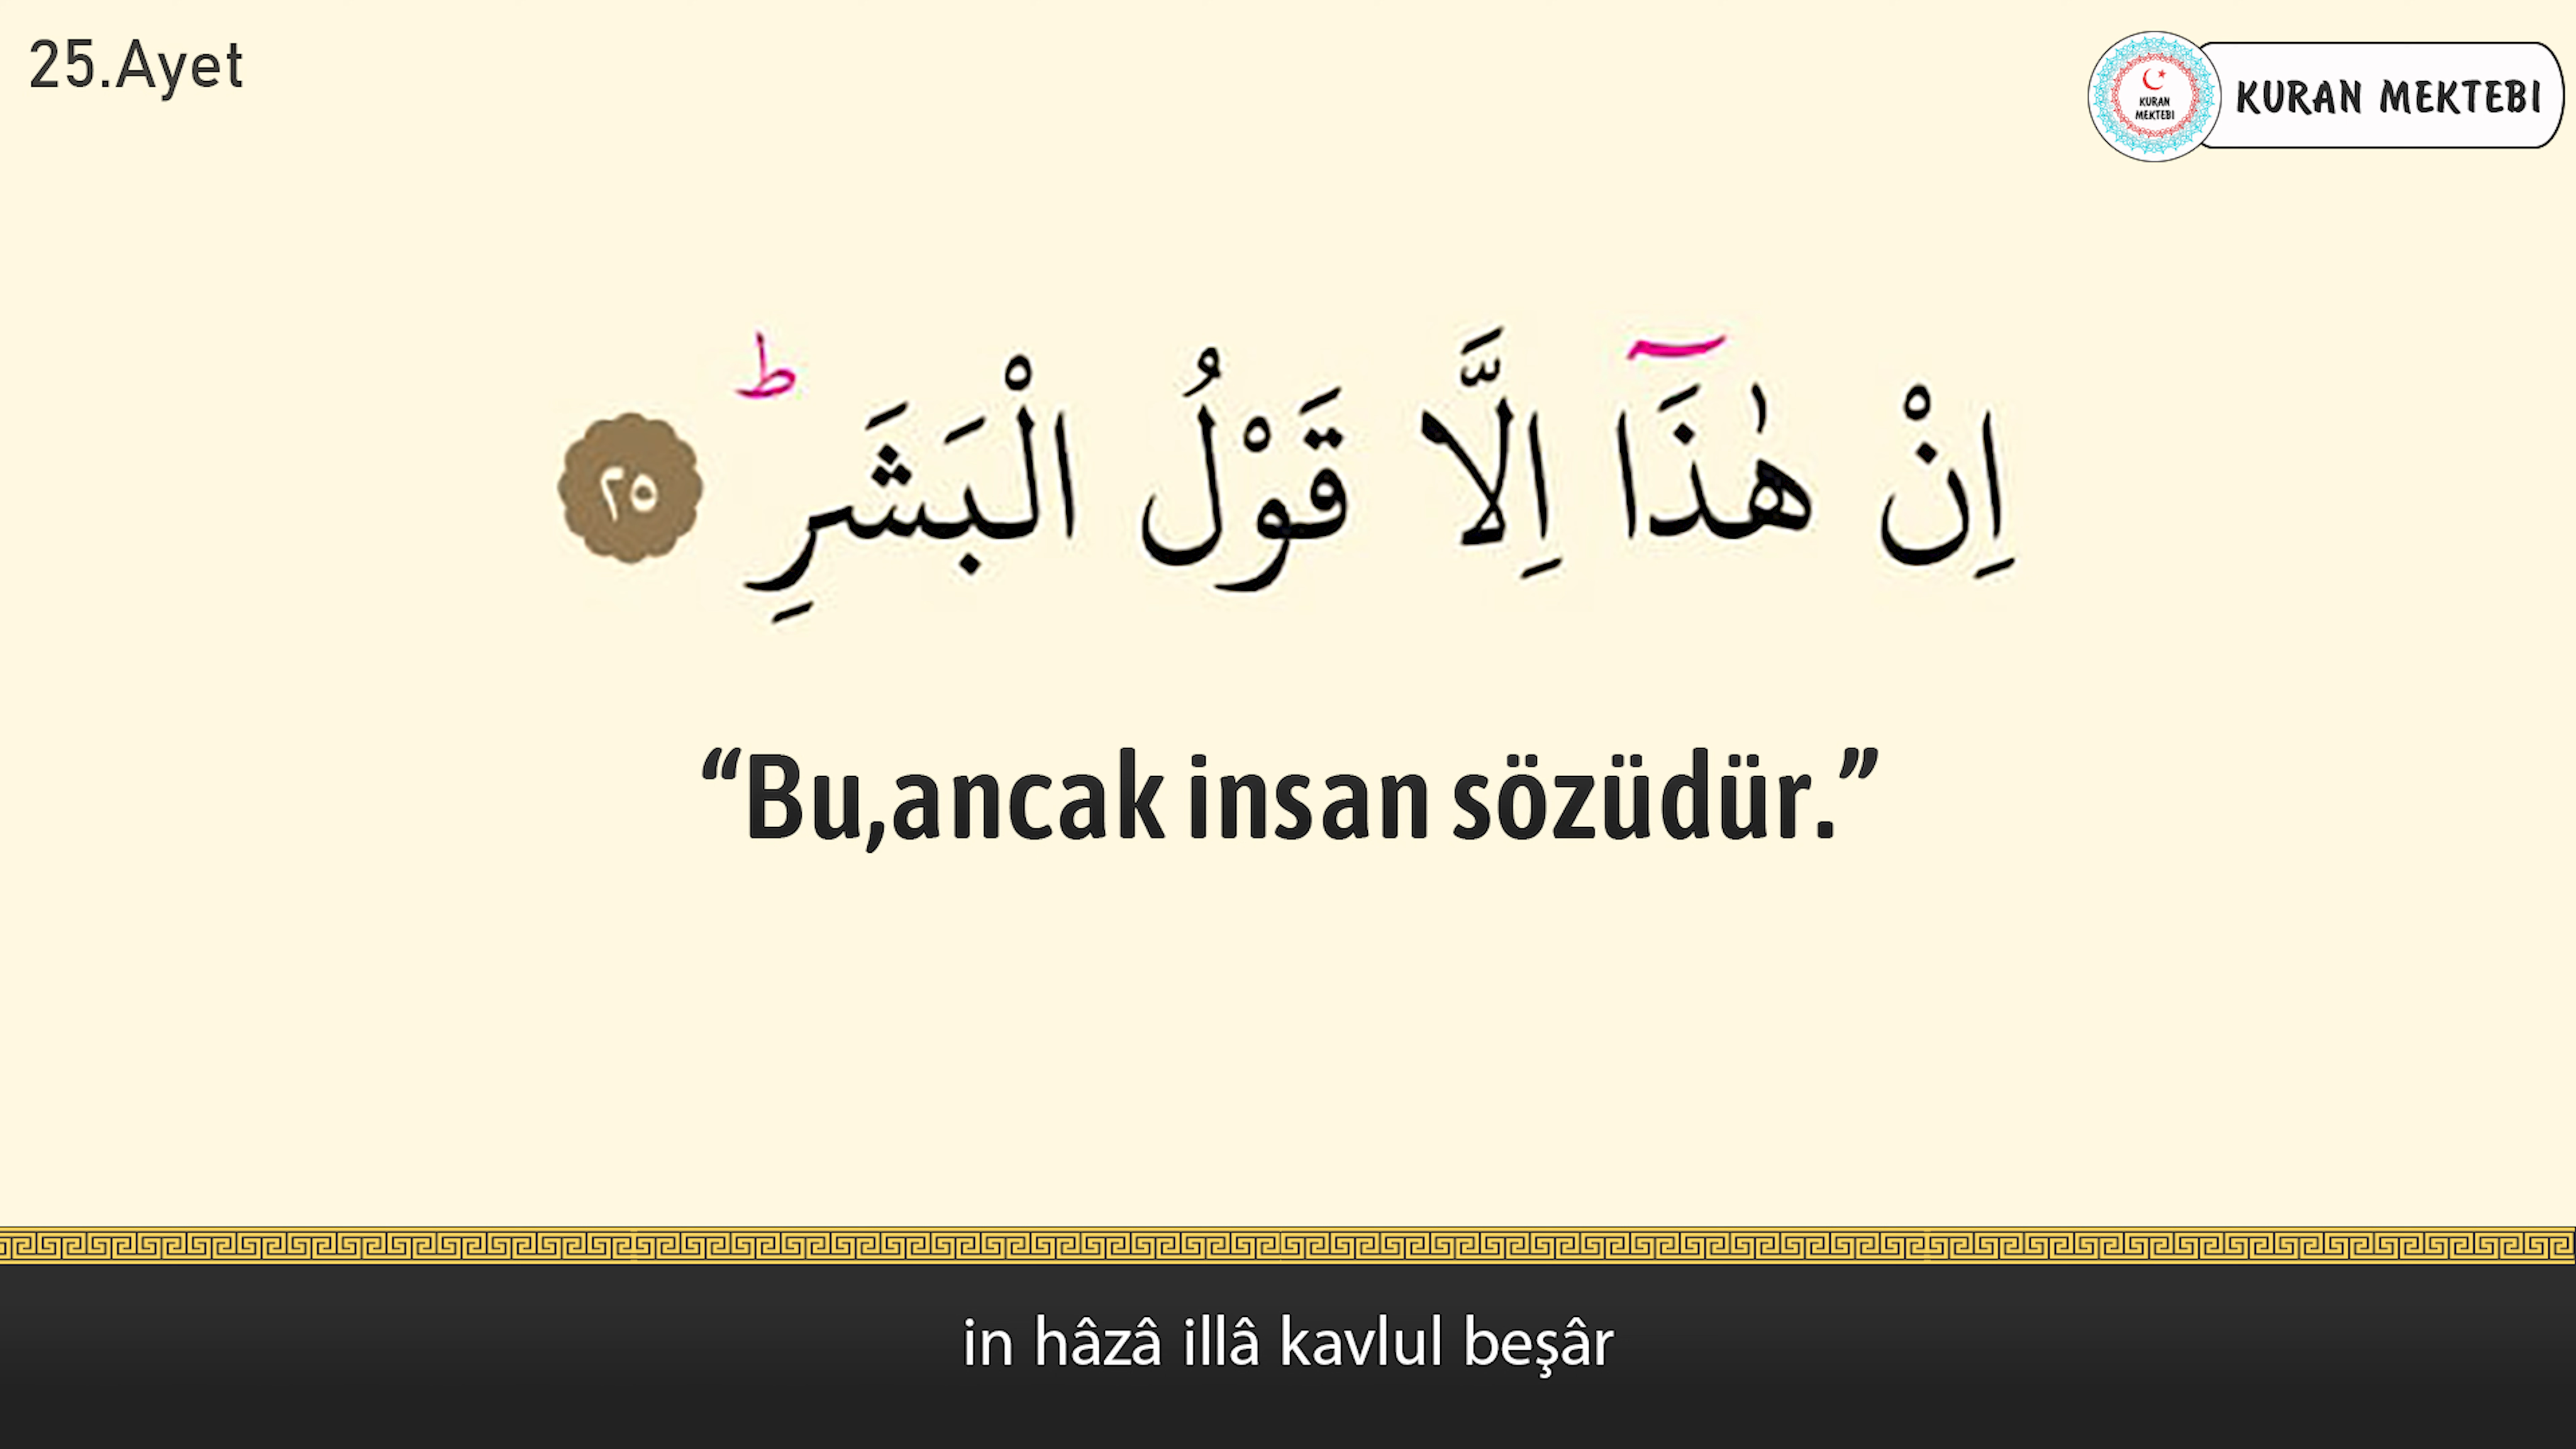 25.Ayet
KURAN
MEKTEBI
KURAN MEKTEBI
اِنْ هٰذَٓا اِلَّا قَوْلُ الْبَشَرِۜ ﴿٢٥﴾
“Bu,ancak insan sözüdür.”
in hâzâ illâ kavlul beşâr